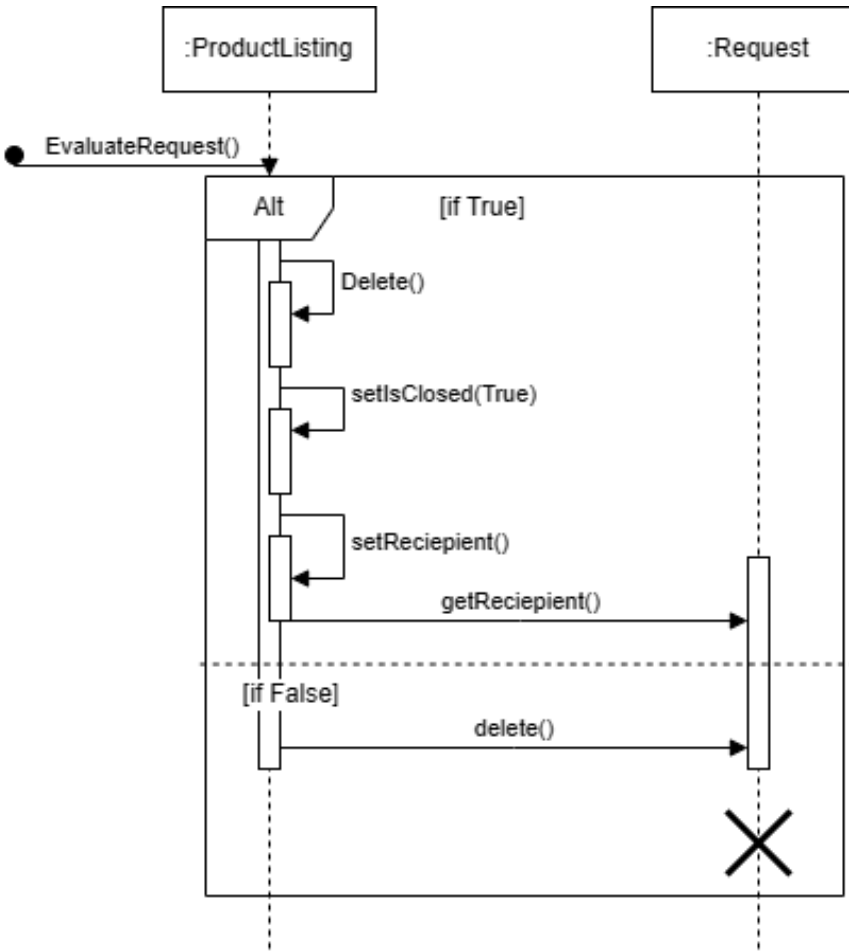 :ProductListing
:Request
EvaluateRequest()
Alt
[if True]
Delete()
setIsClosed(True)
setReciepient()
getReciepient()
[if False]
delete()